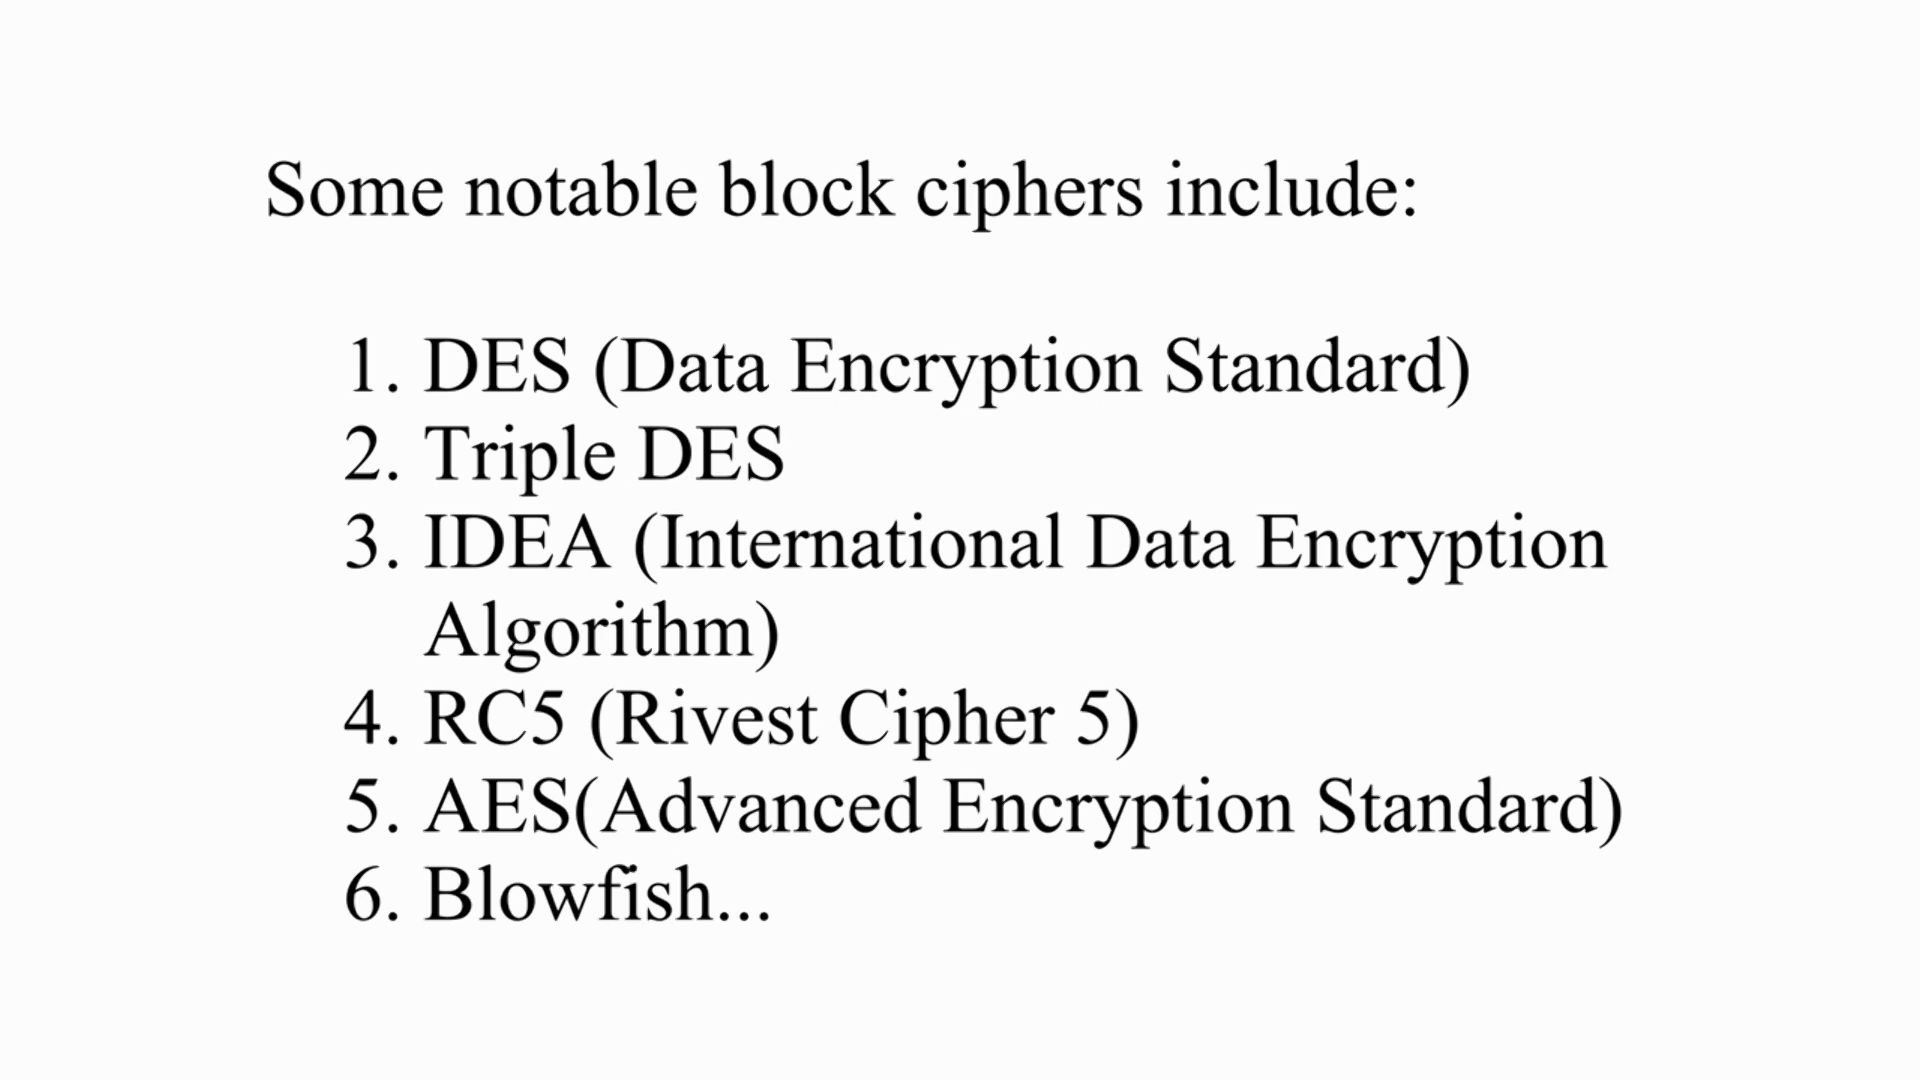 Some notable block ciphers include:
1. DES (Data Encryption Standard)
2. Triple DES
3. IDEA (International Data Encryption
Algorithm)
4. RC5 (Rivest Cipher 5)
5. AES(Advanced Encryption Standard)
6. Blowfish...